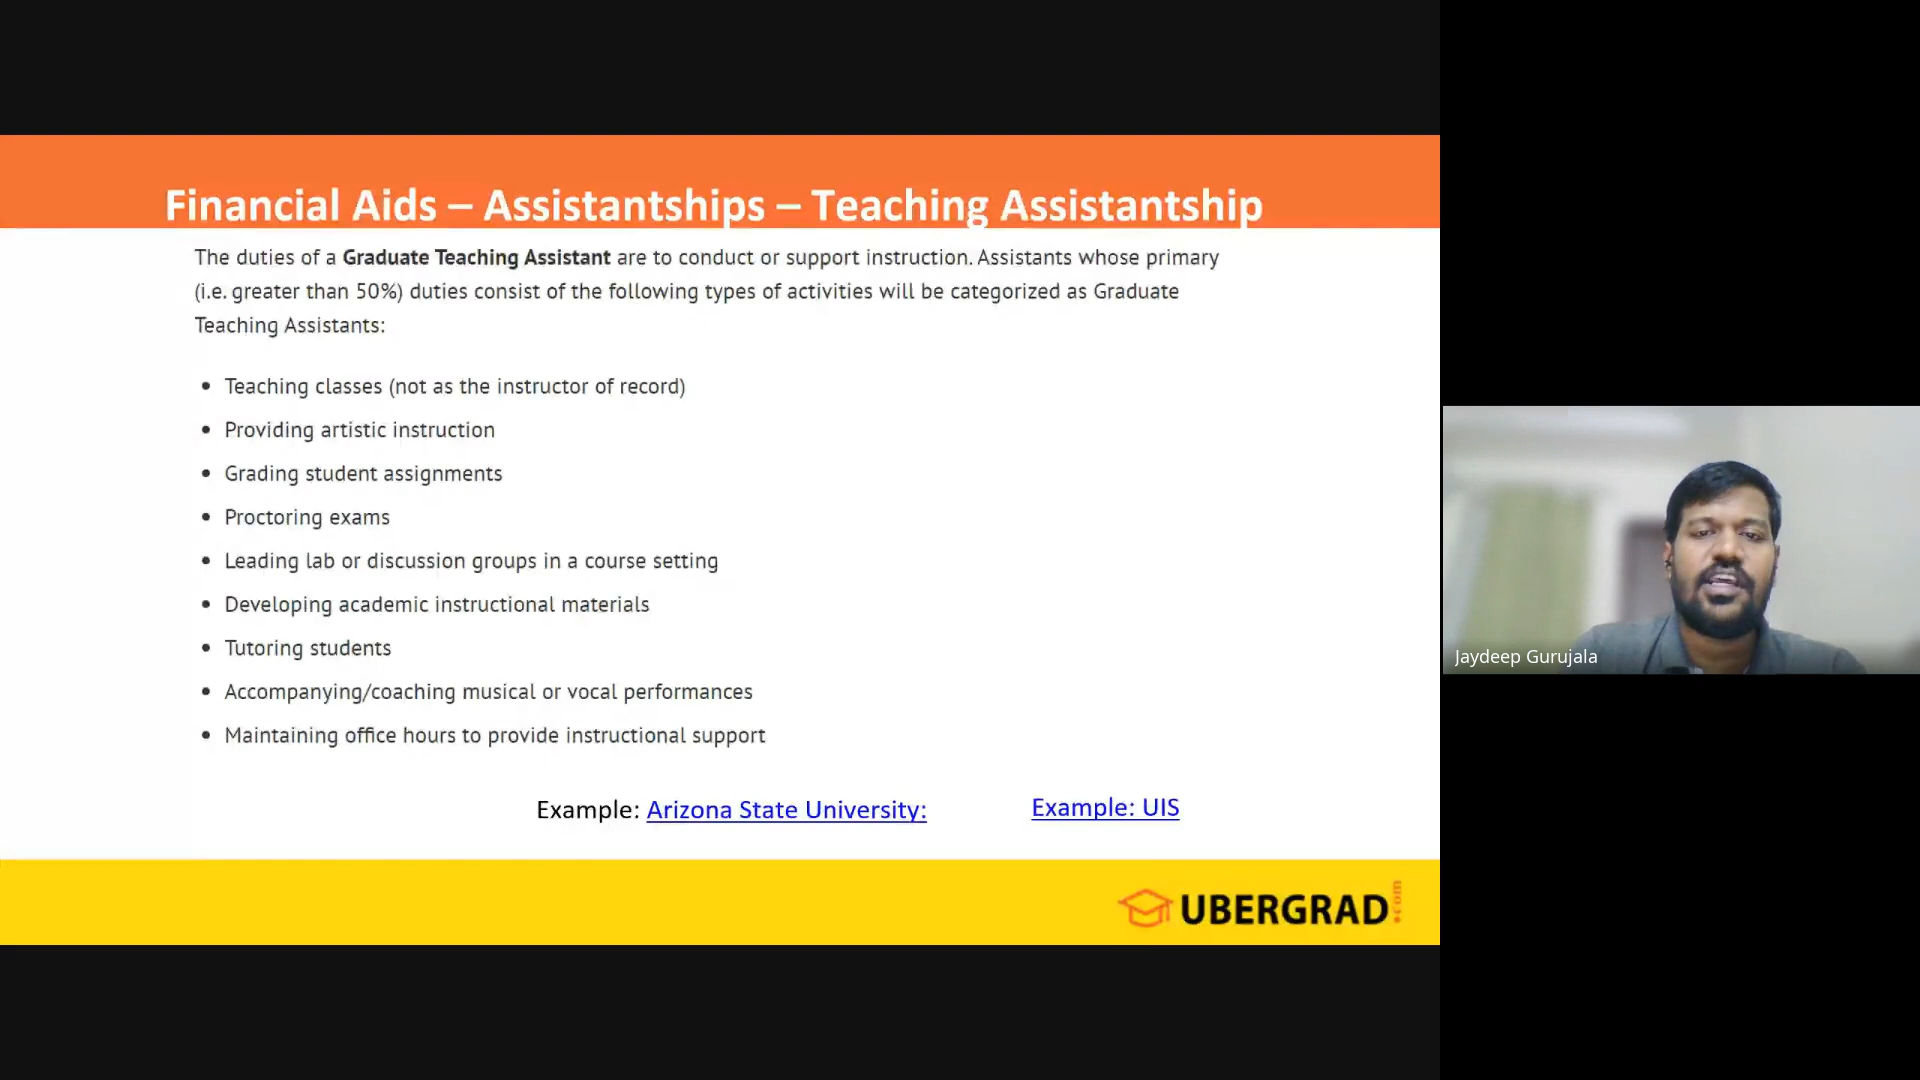 Financial Aids – Assistantships – Teaching Assistantship
The duties of a Graduate Teaching Assistant are to conduct or support instruction. Assistants whose primary
(i.e. greater than 50%) duties consist of the following types of activities will be categorized as Graduate
Teaching Assistants:
• Teaching classes (not as the instructor of record)
• Providing artistic instruction
• Grading student assignments
• Proctoring exams
• Leading lab or discussion groups in a course setting
• Developing academic instructional materials
• Tutoring students
• Accompanying/coaching musical or vocal performances
• Maintaining office hours to provide instructional support
Example: Arizona State University:
Example: UIS
UBERGRAD.com
Jaydeep Gurujala